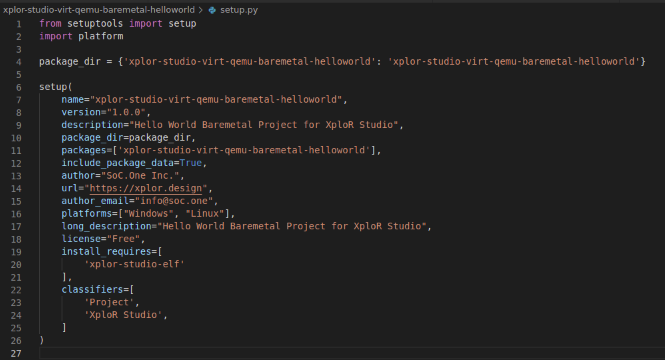 xplor-studio-virt-qemu-baremetal-helloworld > setup.py
1 from setuptools import setup
2 import platform
3
4 package_dir = {'xplor-studio-virt-qemu-baremetal-helloworld': 'xplor-studio-virt-qemu-baremetal-helloworld'}
5
6 setup(
7     name="xplor-studio-virt-qemu-baremetal-helloworld",
8     version="1.0.0",
9     description="Hello World Baremetal Project for XploR Studio",
10     package_dir=package_dir,
11     packages=['xplor-studio-virt-qemu-baremetal-helloworld'],
12     include_package_data=True,
13     author="SoC.One Inc.",
14     url="https://xplor.design",
15     author_email="info@soc.one",
16     platforms=["Windows", "Linux"],
17     long_description="Hello World Baremetal Project for XploR Studio",
18     license="Free",
19     install_requires=[
20         'xplor-studio-elf'
21     ],
22     classifiers=[
23         'Project',
24         'XploR Studio',
25     ]
26 )
27